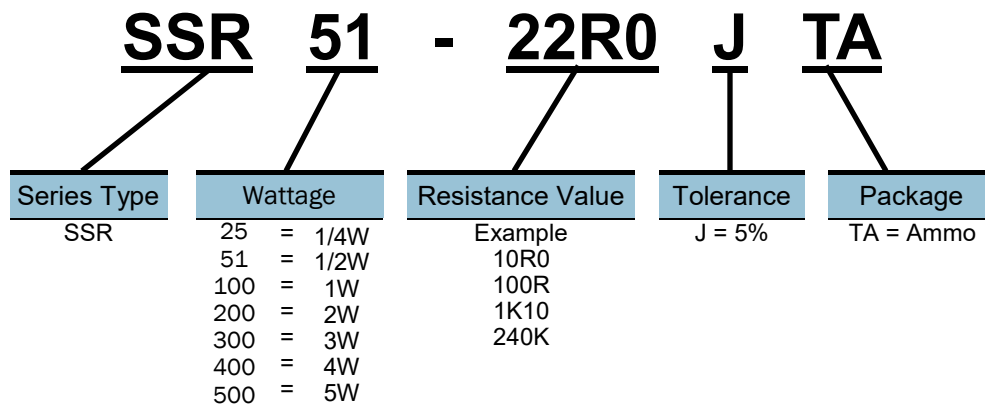 SSR 51 - 22R0 J TA
Series Type Wattage Resistance Value Tolerance Package
SSR 25 = 1/4W Example J = 5% TA = Ammo
51 = 1/2W 10R0
100 = 1W 100R
200 = 2W 1K10
300 = 3W 240K
400 = 4W
500 = 5W